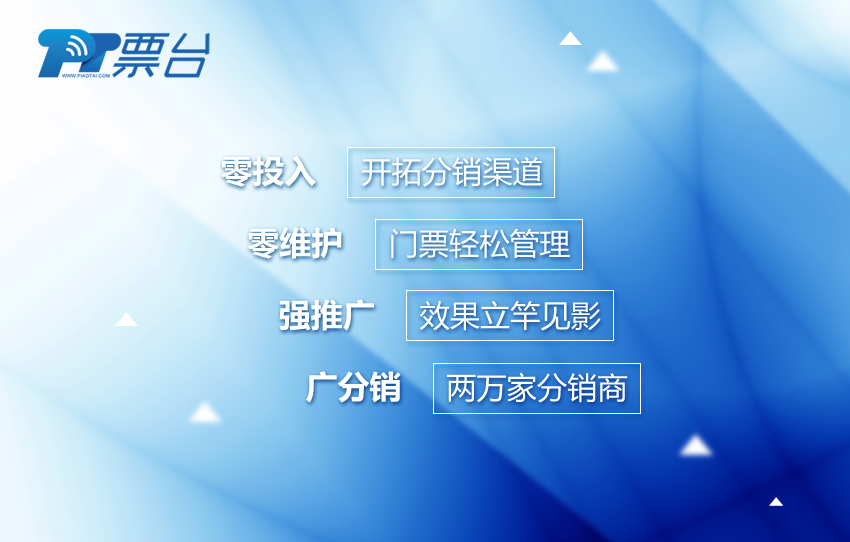 票台
WWW.PIAOTAI.COM
零投入 开拓分销渠道
零维护 门票轻松管理
强推广 效果立竿见影
广分销 两万家分销商